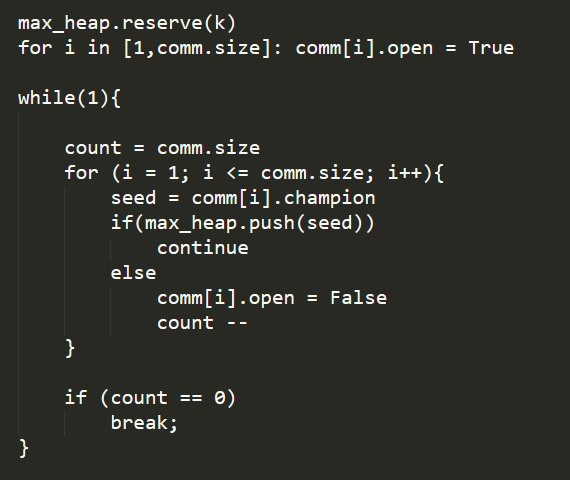 max_heap.reserve(k)
for i in [1,comm.size]: comm[i].open = True
while(1){
count = comm.size
for (i = 1; i <= comm.size; i++){
seed = comm[i].champion
if(max_heap.push(seed))
continue
else
comm[i].open = False
count --
}
if (count == 0)
break;
}